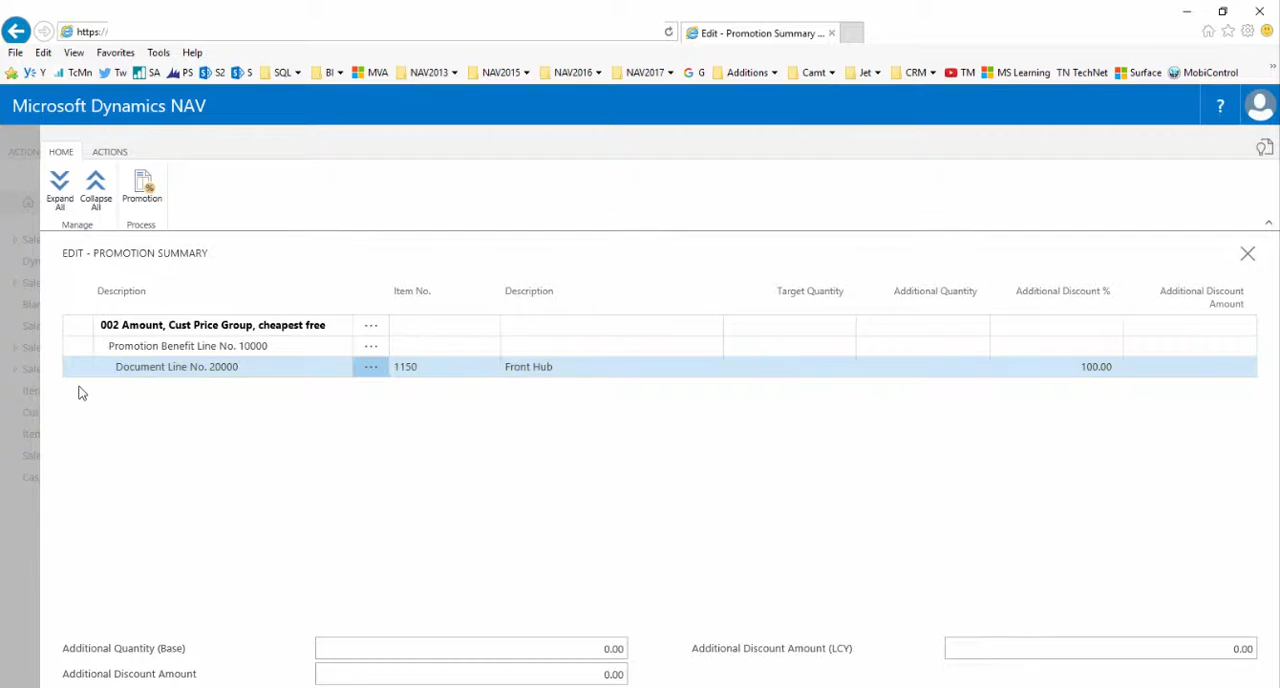 https://
Edit - Promotion Summary ... ×
File Edit View Favorites Tools Help
Y TcMn Tw SA PS S2 S SQL BI MVA NAV2013 NAV2015 NAV2016 NAV2017 G Additions Camt Jet CRM TM MS Learning TN TechNet Surface MobiControl
Microsoft Dynamics NAV ?
ACTION HOME ACTIONS
Expand All
Collapse All
Promotion
Manage Process
EDIT - PROMOTION SUMMARY
Description Item No. Description Target Quantity Additional Quantity Additional Discount % Additional Discount Amount
002 Amount, Cust Price Group, cheapest free ...
Promotion Benefit Line No. 10000 ...
Document Line No. 20000 ... 1150 Front Hub 100.00
Additional Quantity (Base) 0.00 Additional Discount Amount (LCY) 0.00
Additional Discount Amount 0.00